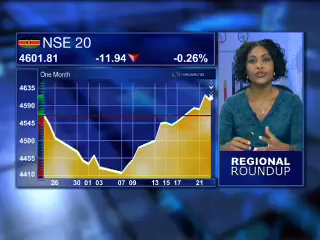 NSE 20
4601.81 -11.94 -0.26%
One Month
4635
4590
4545
4500
4455
4410
26 30 01 03 07 09 13 15 17 21
REGIONAL
ROUNDUP